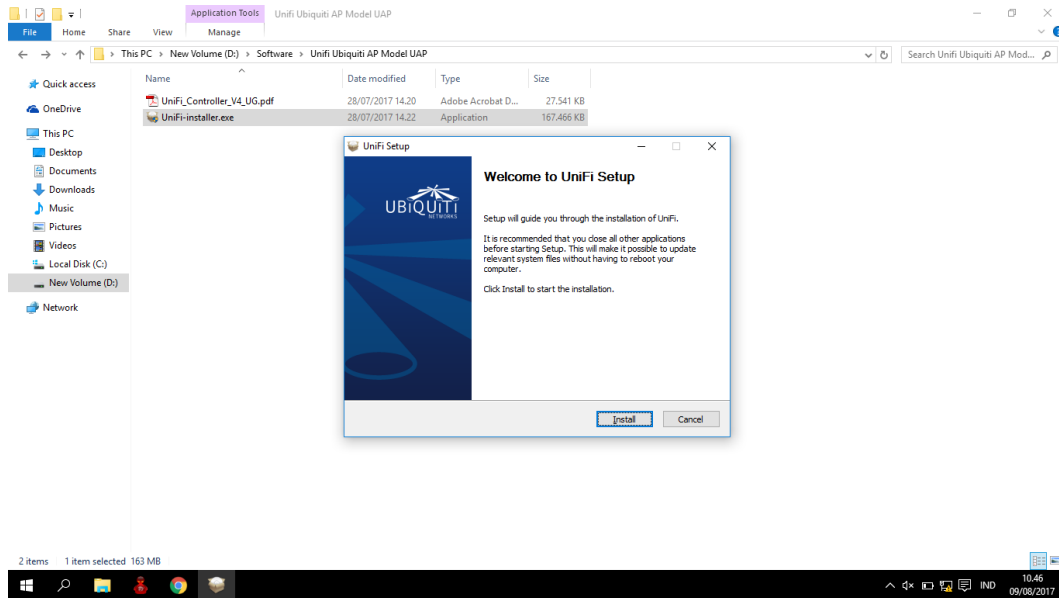 Application Tools
Unifi Ubiquiti AP Model UAP
File Home Share View Manage
This PC > New Volume (D:) > Software > Unifi Ubiquiti AP Model UAP
Search Unifi Ubiquiti AP Mod...
Name Date modified Type Size
UniFi_Controller_V4_UG.pdf 28/07/2017 14.20 Adobe Acrobat D... 27.541 KB
UniFi-installer.exe 28/07/2017 14.22 Application 167.466 KB
Quick access
OneDrive
This PC
Desktop
Documents
Downloads
Music
Pictures
Videos
Local Disk (C:)
New Volume (D:)
Network
UniFi Setup
UBIQUITI
NETWORKS
Welcome to UniFi Setup
Setup will guide you through the installation of UniFi.
It is recommended that you close all other applications
before starting Setup. This will make it possible to update
relevant system files without having to reboot your
computer.
Click Install to start the installation.
Install Cancel
2 items 1 item selected 163 MB
IND
10.46
09/08/2017